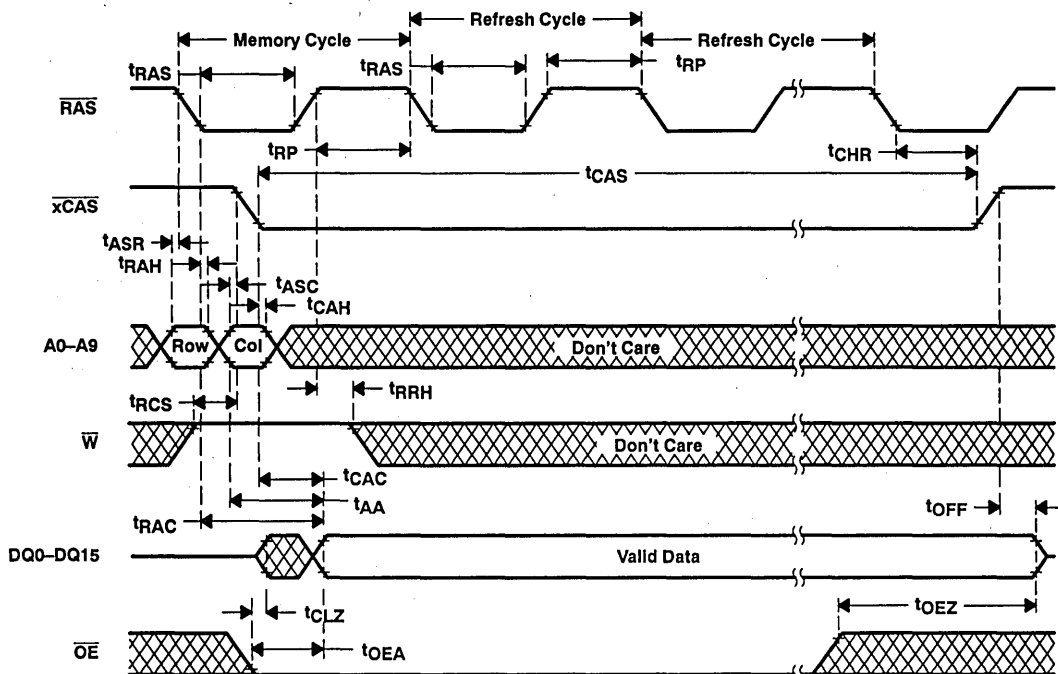 Refresh Cycle
Memory Cycle
Refresh Cycle
tRAS
tRAS
tRP
RAS
tRP
tCHR
tCAS
xCAS
tASR
tRAH
tASC
tCAH
A0–A9
Row
Col
Don't Care
tRRH
tRCS
W
Don't Care
tCAC
tAA
tOFF
tRAC
DQ0–DQ15
Valid Data
tCLZ
tOEZ
tOEA
OE